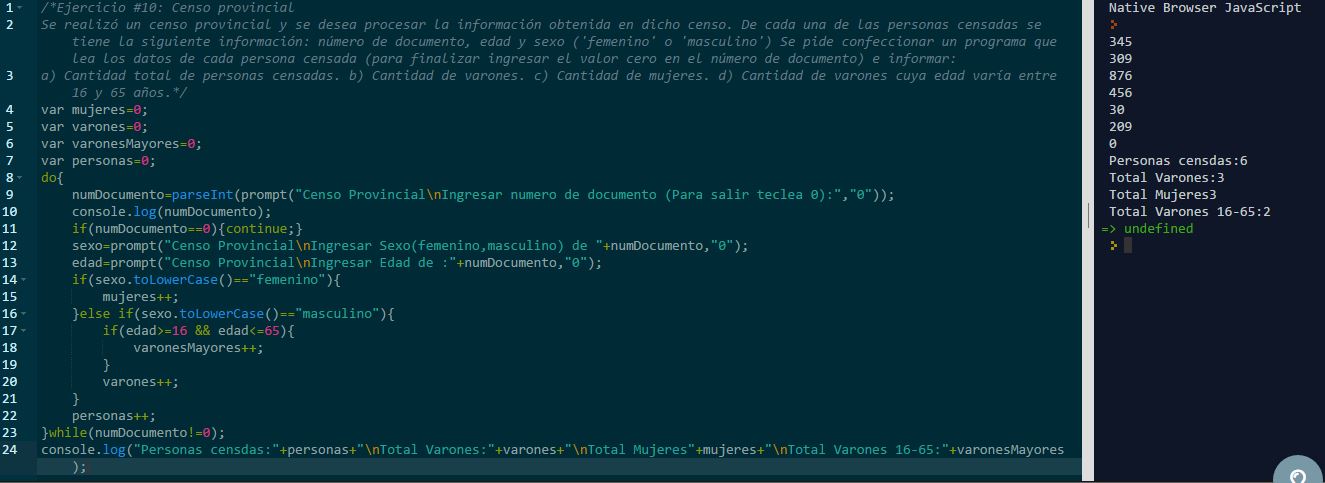 1 /*Ejercicio #10: Censo provincial
2 Se realizó un censo provincial y se desea procesar la información obtenida en dicho censo. De cada una de las personas censadas se
tiene la siguiente información: número de documento, edad y sexo ('femenino' o 'masculino') Se pide confeccionar un programa que
lea los datos de cada persona censada (para finalizar ingresar el valor cero en el número de documento) e informar:
3 a) Cantidad total de personas censadas. b) Cantidad de varones. c) Cantidad de mujeres. d) Cantidad de varones cuya edad varía entre
16 y 65 años.*/
4 var mujeres=0;
5 var varones=0;
6 var varonesMayores=0;
7 var personas=0;
8 do{
9 numDocumento=parseInt(prompt("Censo Provincial\nIngresar numero de documento (Para salir teclea 0):","0"));
10 console.log(numDocumento);
11 if(numDocumento==0){continue;}
12 sexo=prompt("Censo Provincial\nIngresar Sexo(femenino,masculino) de "+numDocumento,"0");
13 edad=prompt("Censo Provincial\nIngresar Edad de :"+numDocumento,"0");
14 if(sexo.toLowerCase()=="femenino"){
15 mujeres++;
16 }else if(sexo.toLowerCase()=="masculino"){
17 if(edad>=16 && edad<=65){
18 varonesMayores++;
19 }
20 varones++;
21 }
22 personas++;
23 }while(numDocumento!=0);
24 console.log("Personas censdas:"+personas+"\nTotal Varones:"+varones+"\nTotal Mujeres"+mujeres+"\nTotal Varones 16-65:"+varonesMayores
);
Native Browser JavaScript
345
309
876
456
30
209
0
Personas censdas:6
Total Varones:3
Total Mujeres3
Total Varones 16-65:2
=> undefined